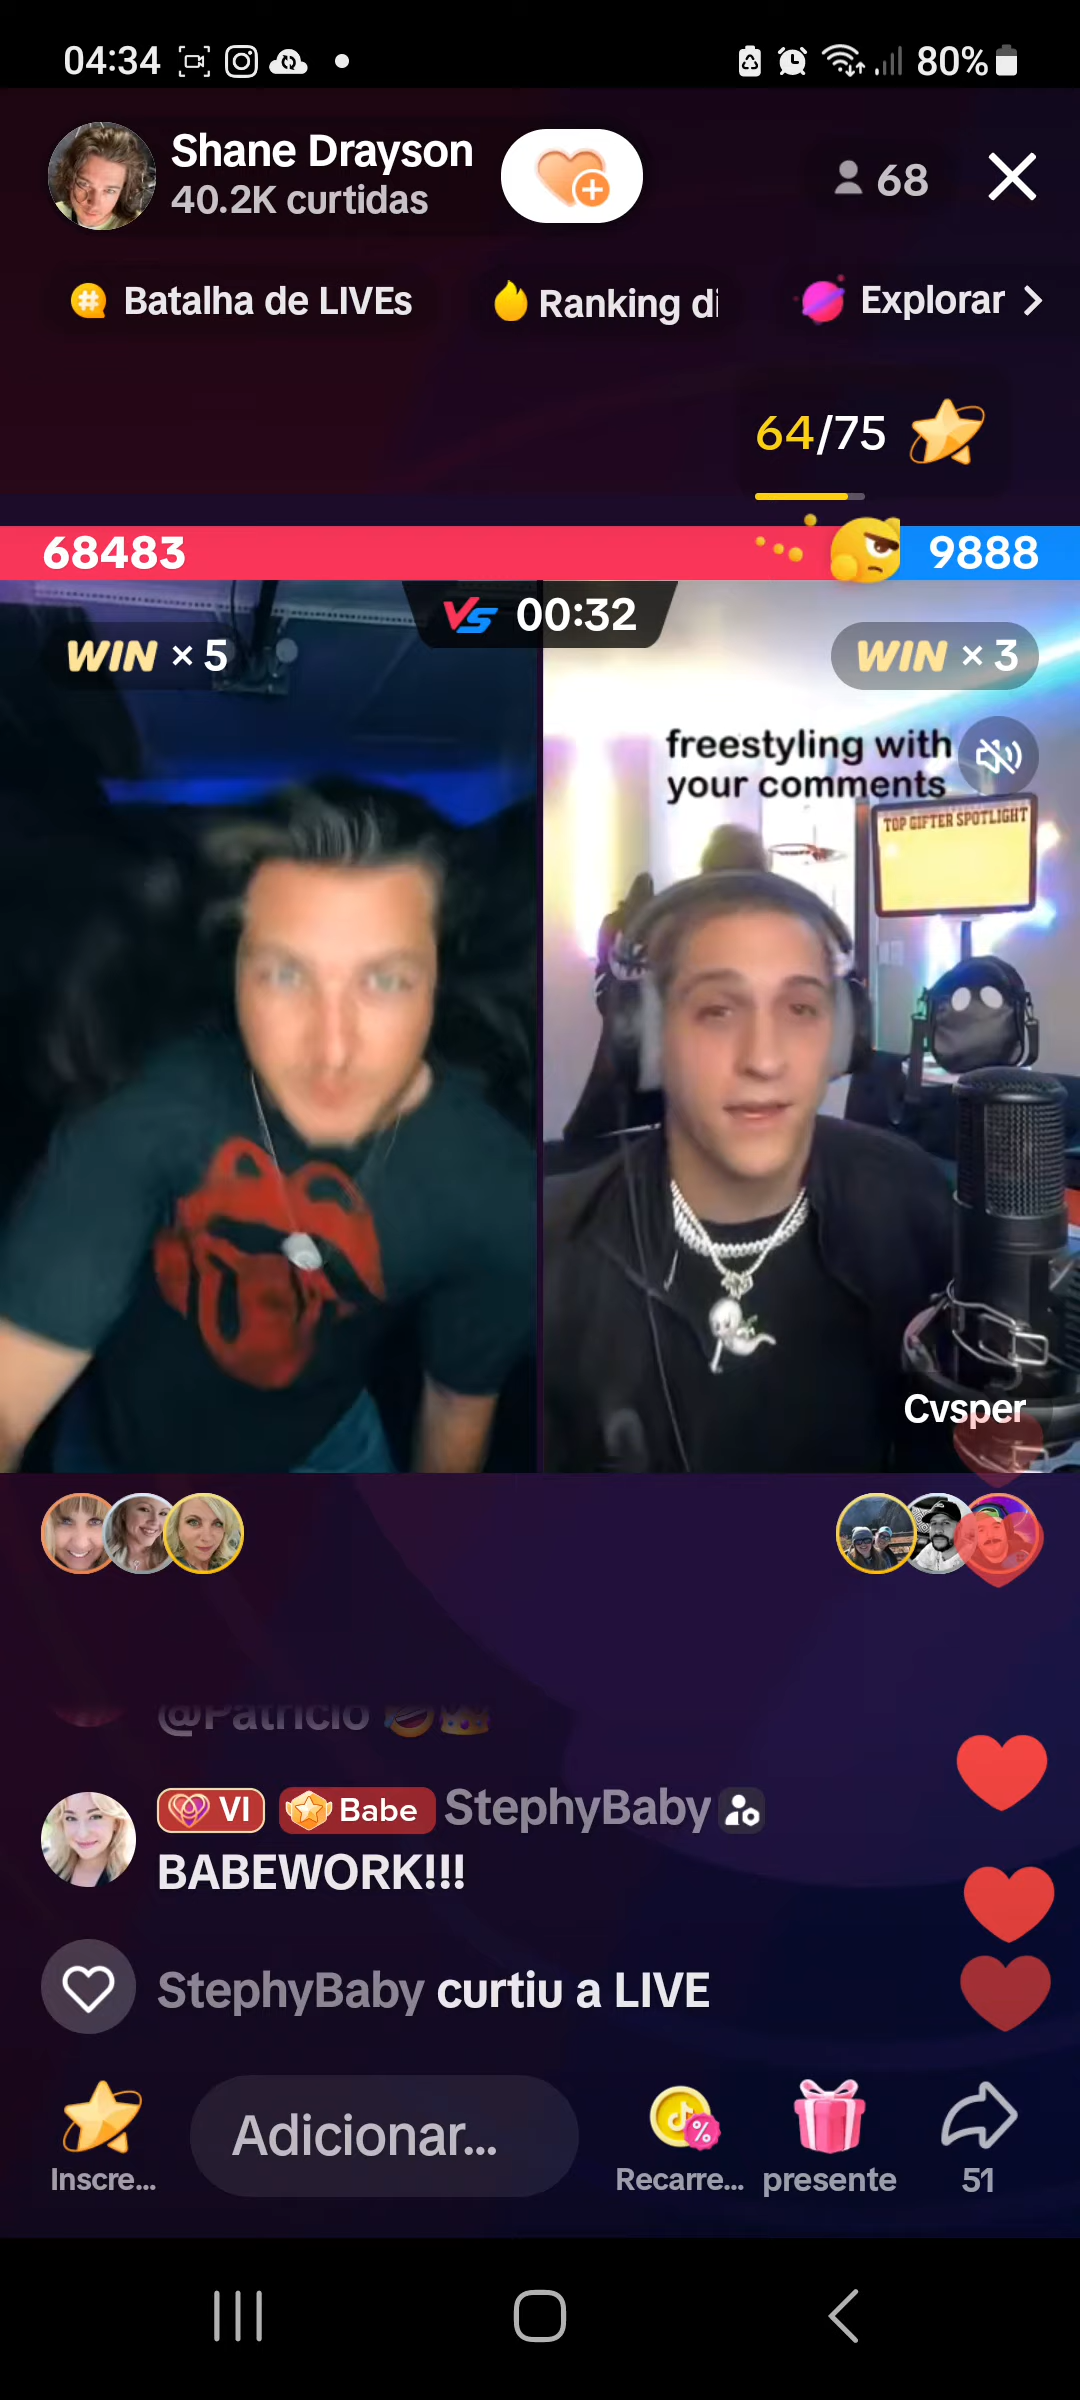 04:34
80%
Shane Drayson
40.2K curtidas
68
Batalha de LIVEs
Ranking di
Explorar
64/75
68483
9888
VS 00:32
WIN × 5
WIN × 3
freestyling with
your comments
TOP GIFTER SPOTLIGHT
Cvsper
@Patricio
VI Babe StephyBaby
BABEWORK!!!
StephyBaby curtiu a LIVE
Adicionar...
Inscre...
Recarre...
presente
51